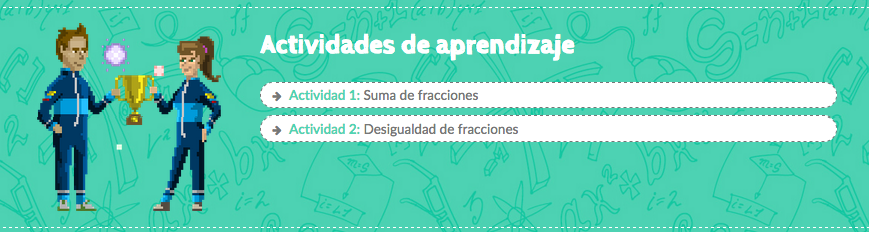 Actividades de aprendizaje
Actividad 1: Suma de fracciones
Actividad 2: Desigualdad de fracciones